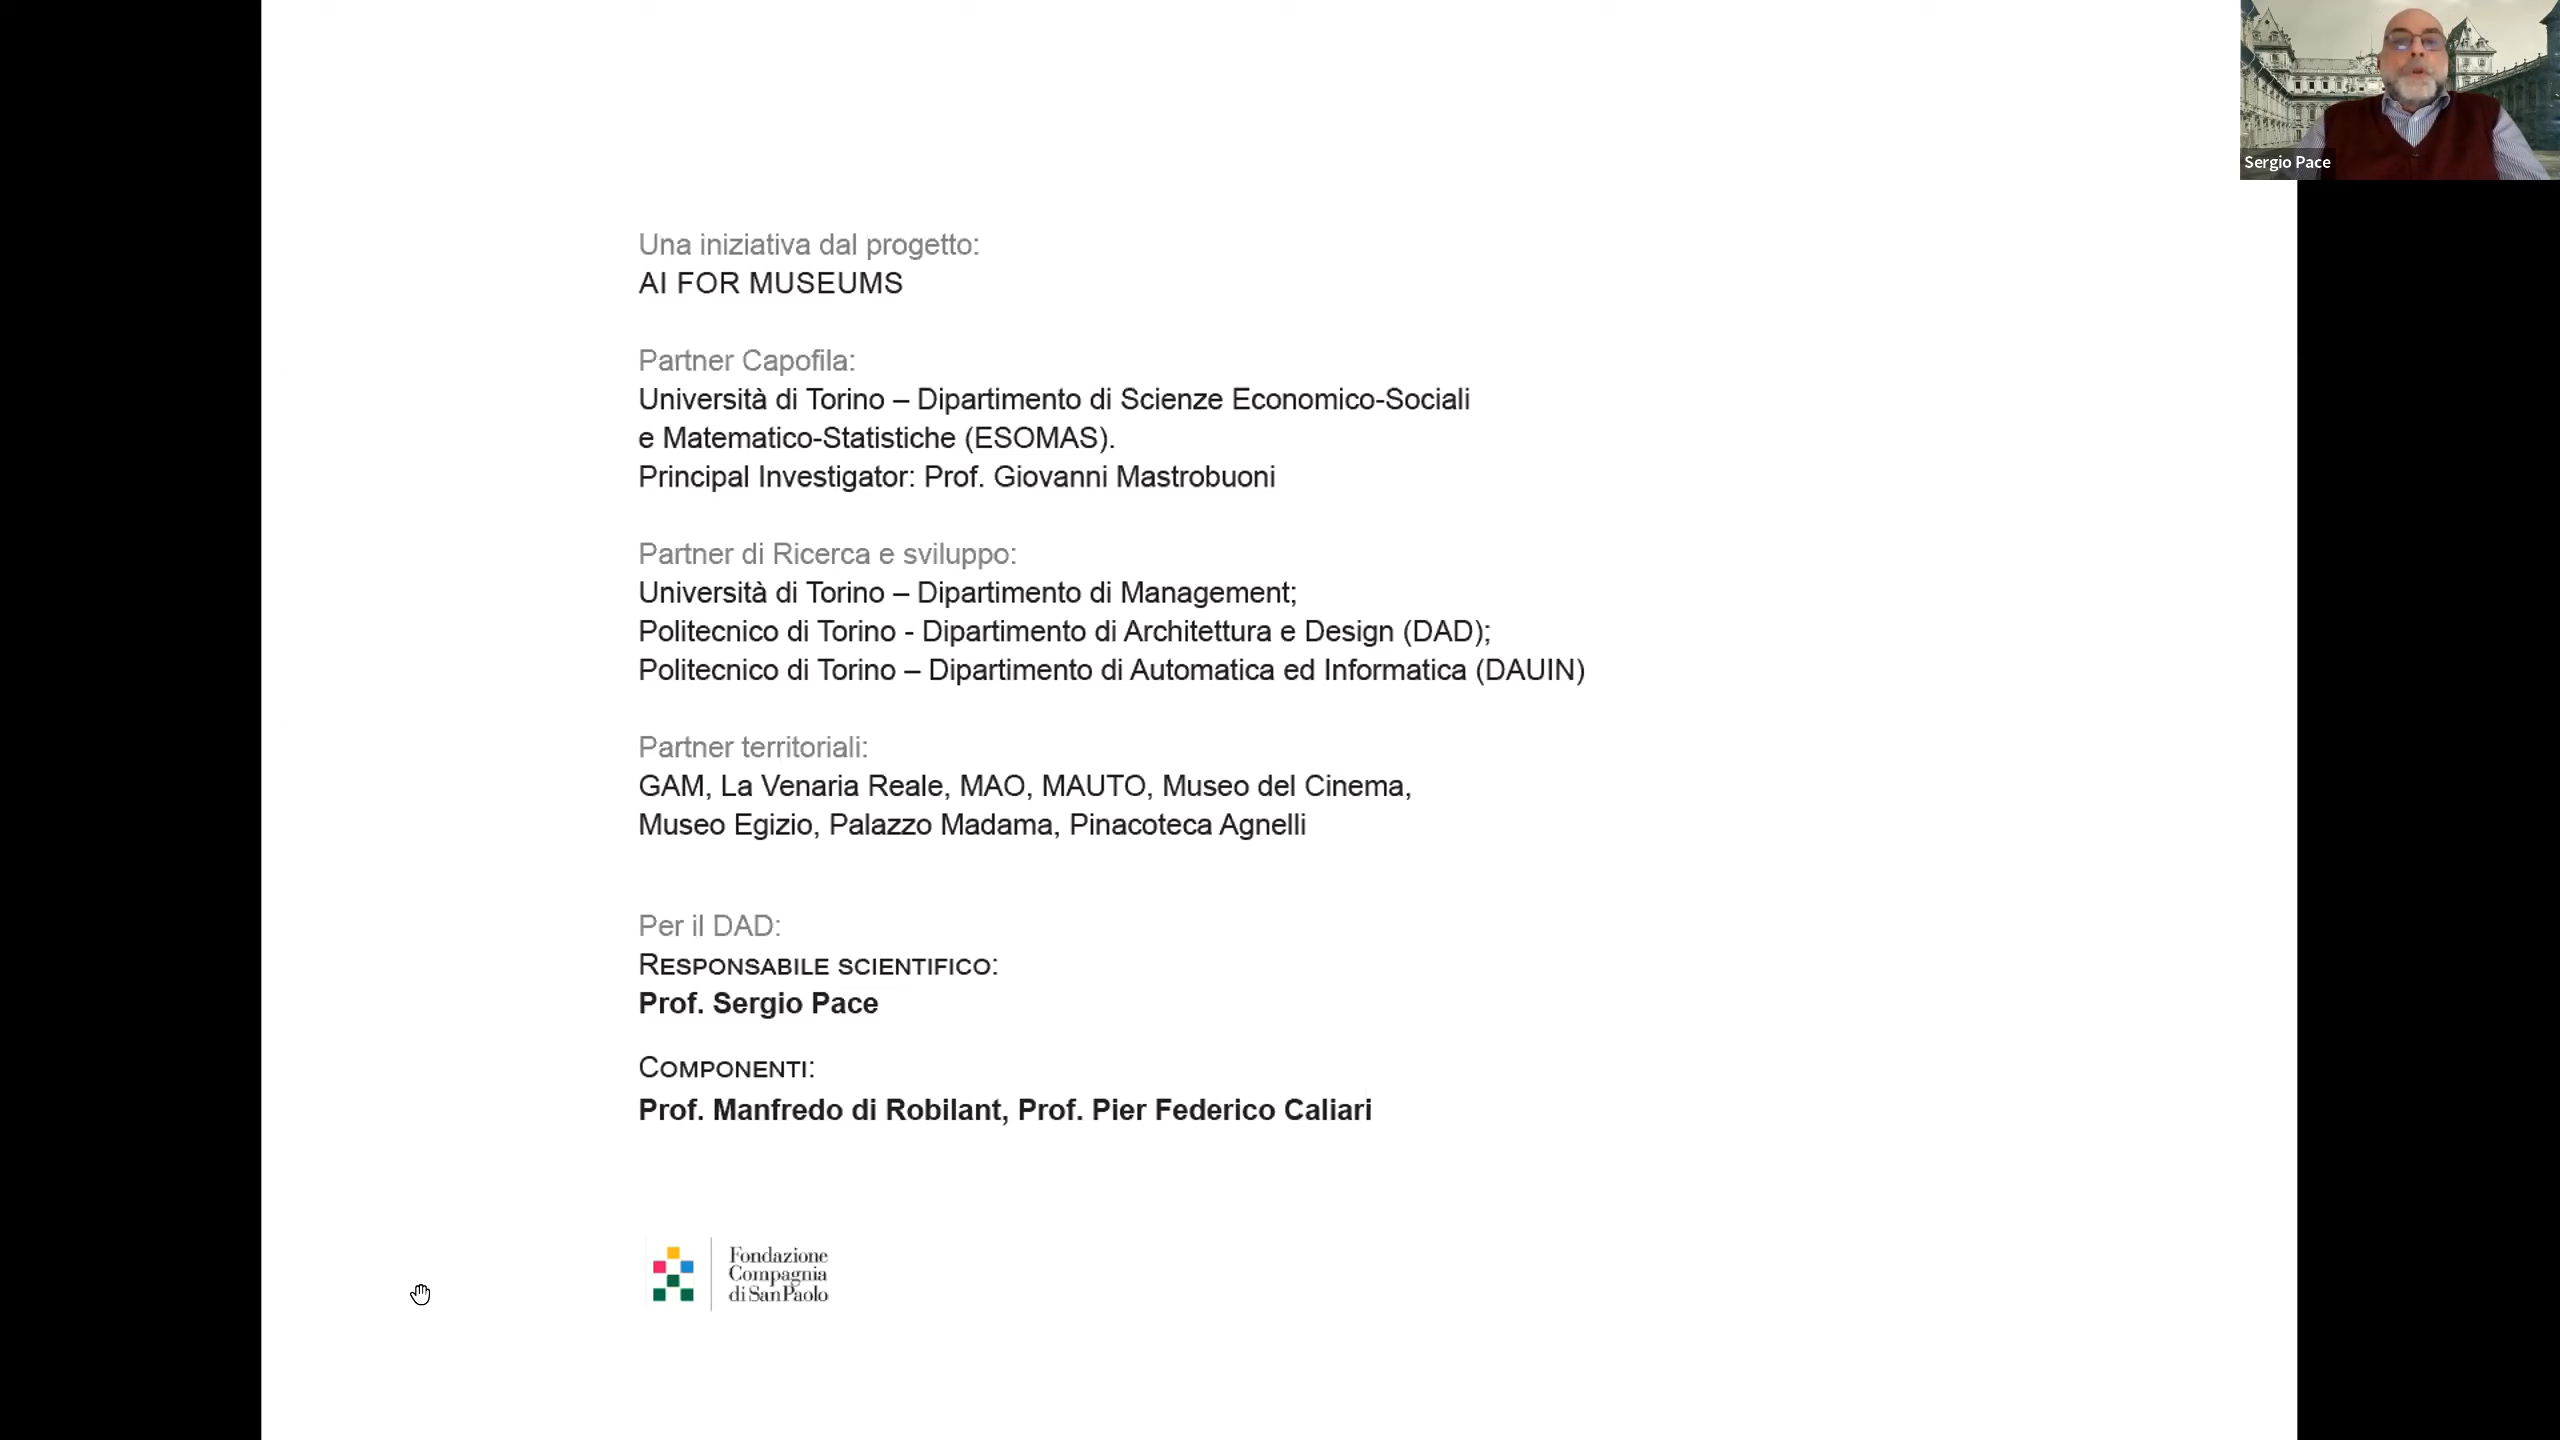 Sergio Pace
Una iniziativa dal progetto:
AI FOR MUSEUMS
Partner Capofila:
Università di Torino – Dipartimento di Scienze Economico-Sociali
e Matematico-Statistiche (ESOMAS).
Principal Investigator: Prof. Giovanni Mastrobuoni
Partner di Ricerca e sviluppo:
Università di Torino – Dipartimento di Management;
Politecnico di Torino - Dipartimento di Architettura e Design (DAD);
Politecnico di Torino – Dipartimento di Automatica ed Informatica (DAUIN)
Partner territoriali:
GAM, La Venaria Reale, MAO, MAUTO, Museo del Cinema,
Museo Egizio, Palazzo Madama, Pinacoteca Agnelli
Per il DAD:
RESPONSABILE SCIENTIFICO:
Prof. Sergio Pace
COMPONENTI:
Prof. Manfredo di Robilant, Prof. Pier Federico Caliari
Fondazione
Compagnia
di San Paolo